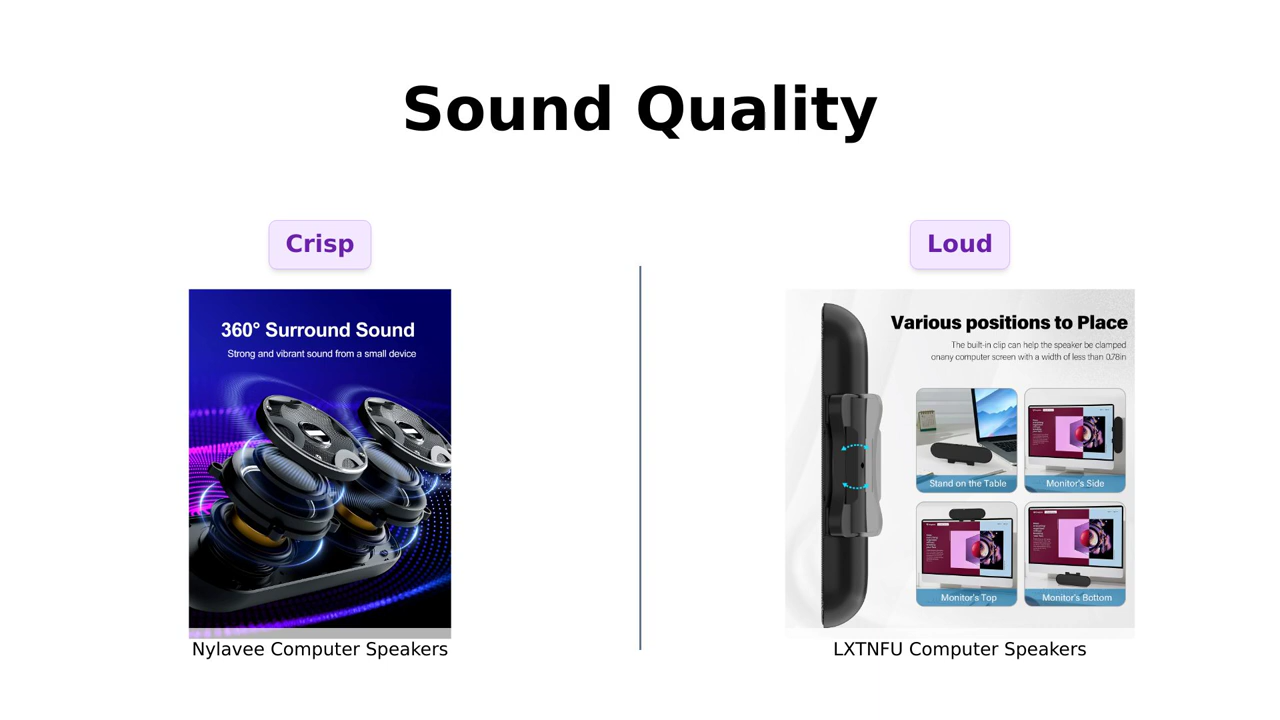 Sound Quality
Crisp
Loud
360° Surround Sound
Strong and vibrant sound from a small device
Various positions to Place
The built-in clip can help the speaker be clamped
onany computer screen with a width of less than 0.78in
Stand on the Table
Monitor's Side
Monitor's Top
Monitor's Bottom
Nylavee Computer Speakers
LXTNFU Computer Speakers